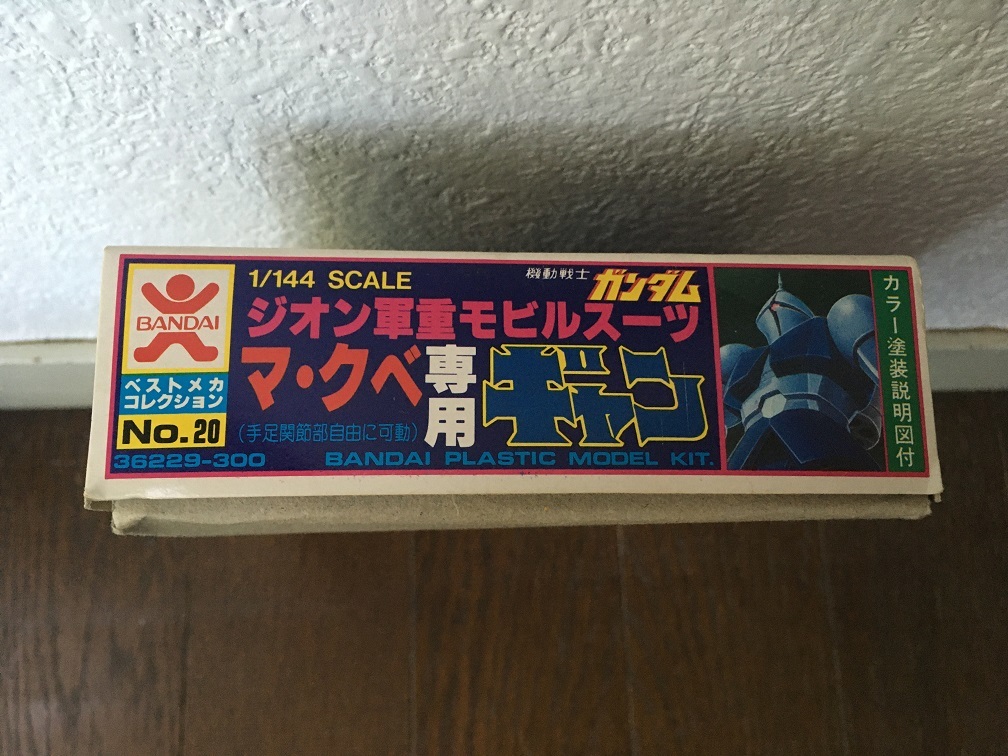 BANDAI
ベストメカ
コレクション
No.20
36229-300
1/144 SCALE
機動戦士 ガンダム
ジオン軍重モビルスーツ
マ・クベ専用 ギャン
(手足関節部自由に可動)
BANDAI PLASTIC MODEL KIT.
カラー塗装説明図付